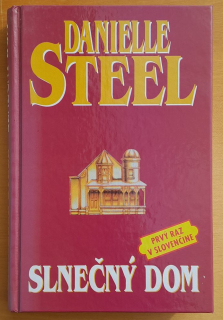 DANIELLE
STEEL
PRVÝ RAZ
V SLOVENČINE
SLNEČNÝ DOM